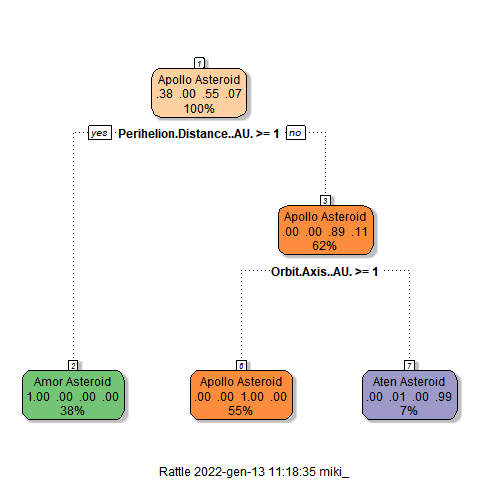 1
Apollo Asteroid
.38 .00 .55 .07
100%
yes Perihelion.Distance..AU. >= 1 no
3
Apollo Asteroid
.00 .00 .89 .11
62%
Orbit.Axis..AU. >= 1
2
Amor Asteroid
1.00 .00 .00 .00
38%
6
Apollo Asteroid
.00 .00 1.00 .00
55%
7
Aten Asteroid
.00 .01 .00 .99
7%
Rattle 2022-gen-13 11:18:35 miki_